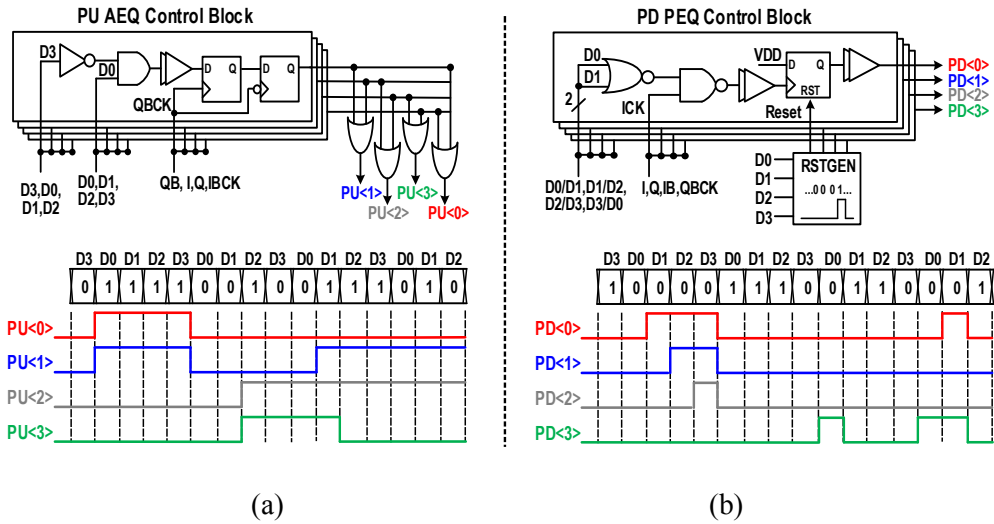 PU AEQ Control Block
D3
D0
D Q
D Q
QBCK
D3,D0,
D1,D2
D0,D1,
D2,D3
QB, I,Q,IBCK
PU<1>
PU<2>
PU<3>
PU<0>
D3 D0 D1 D2 D3 D0 D1 D2 D3 D0 D1 D2 D3 D0 D1 D2
0 1 1 1 1 0 0 1 0 0 1 1 1 0 1 0
PU<0>
PU<1>
PU<2>
PU<3>
(a)
PD PEQ Control Block
D0
D1
2
ICK
VDD
D Q
RST
Reset
PD<0>
PD<1>
PD<2>
PD<3>
D0/D1,D1/D2,
D2/D3,D3/D0
I,Q,IB,QBCK
D0
D1
D2
D3
RSTGEN
...0 0 0 1...
D3 D0 D1 D2 D3 D0 D1 D2 D3 D0 D1 D2 D3 D0 D1 D2
1 0 0 0 0 1 1 0 1 0 0 1 1 0 0 1
PD<0>
PD<1>
PD<2>
PD<3>
(b)